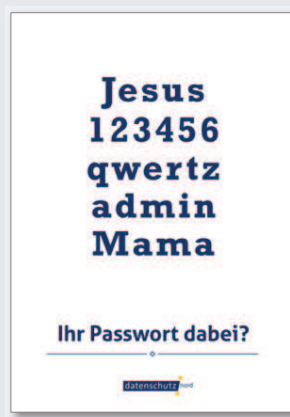 Jesus
123456
qwertz
admin
Mama
Ihr Passwort dabei?
datenschutz nord